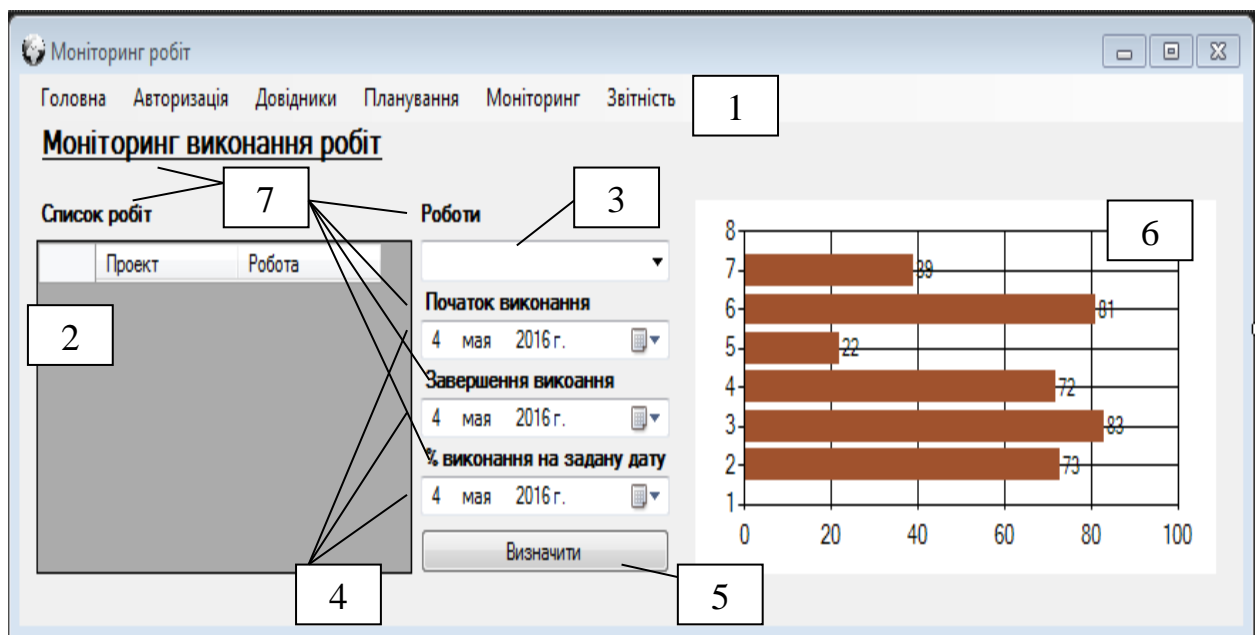 Моніторинг робіт
Головна Авторизація Довідники Планування Моніторинг Звітність 1
Моніторинг виконання робіт
7
3
Список робіт
Проект Робота
2
Роботи
Початок виконання
4 мая 2016 г.
Завершення викоання
4 мая 2016 г.
% виконання на задану дату
4 мая 2016 г.
Визначити
4
5
6
8
7 39
6 81
5 22
4 72
3 83
2 73
1
0 20 40 60 80 100